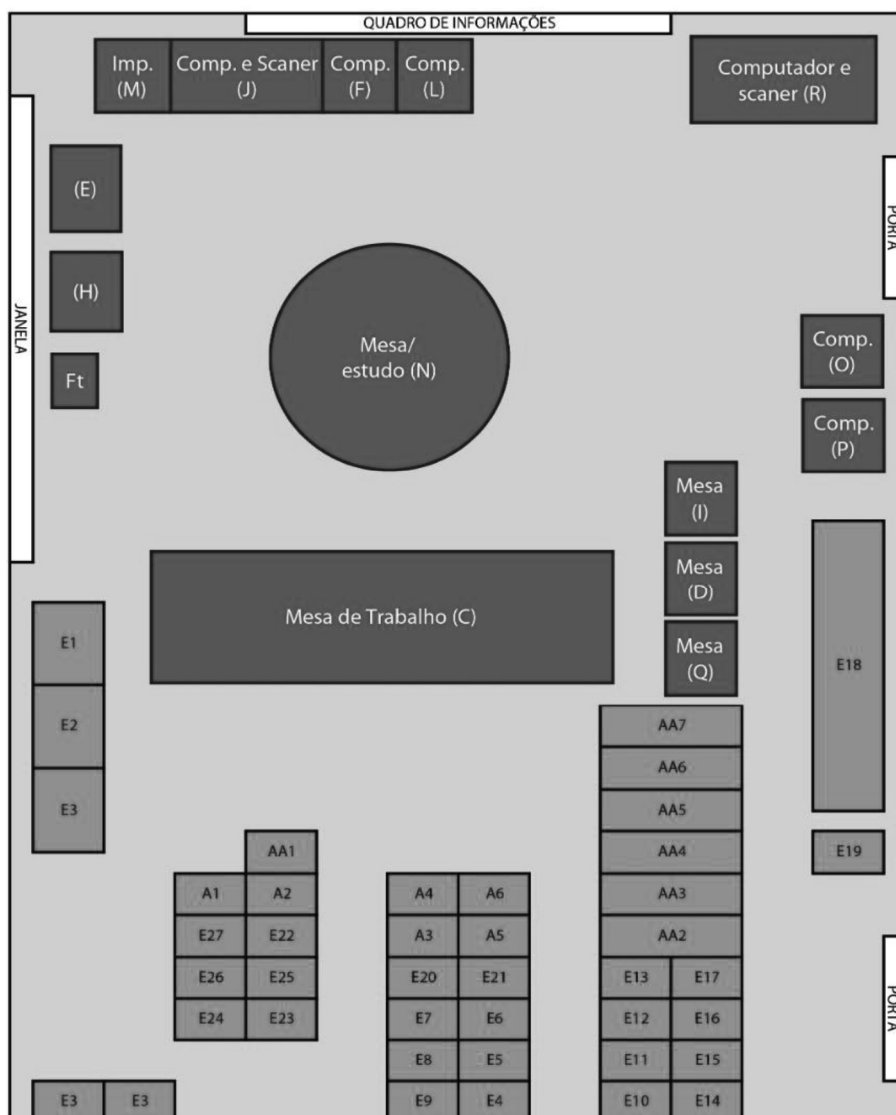 QUADRO DE INFORMAÇÕES
Imp.
(M)
Comp. e Scaner
(J)
Comp.
(F)
Comp.
(L)
Computador e
scaner (R)
JANELA
PORTA
(E)
(H)
Ft
Mesa/
estudo (N)
Comp.
(O)
Comp.
(P)
Mesa
(I)
Mesa
(D)
Mesa
(Q)
Mesa de Trabalho (C)
E1
E2
E3
E18
E19
AA7
AA6
AA5
AA4
AA3
AA2
AA1
A1 A2
E27 E22
E26 E25
E24 E23
A4 A6
A3 A5
E20 E21
E7 E6
E8 E5
E9 E4
E13 E17
E12 E16
E11 E15
E10 E14
PORTA
E3 E3